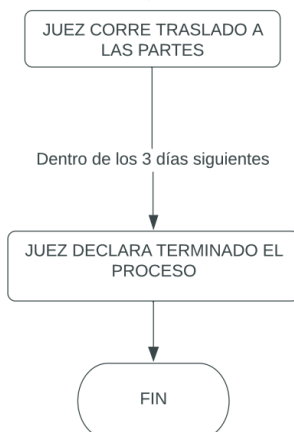 JUEZ CORRE TRASLADO A
LAS PARTES
Dentro de los 3 días siguientes
JUEZ DECLARA TERMINADO EL
PROCESO
FIN